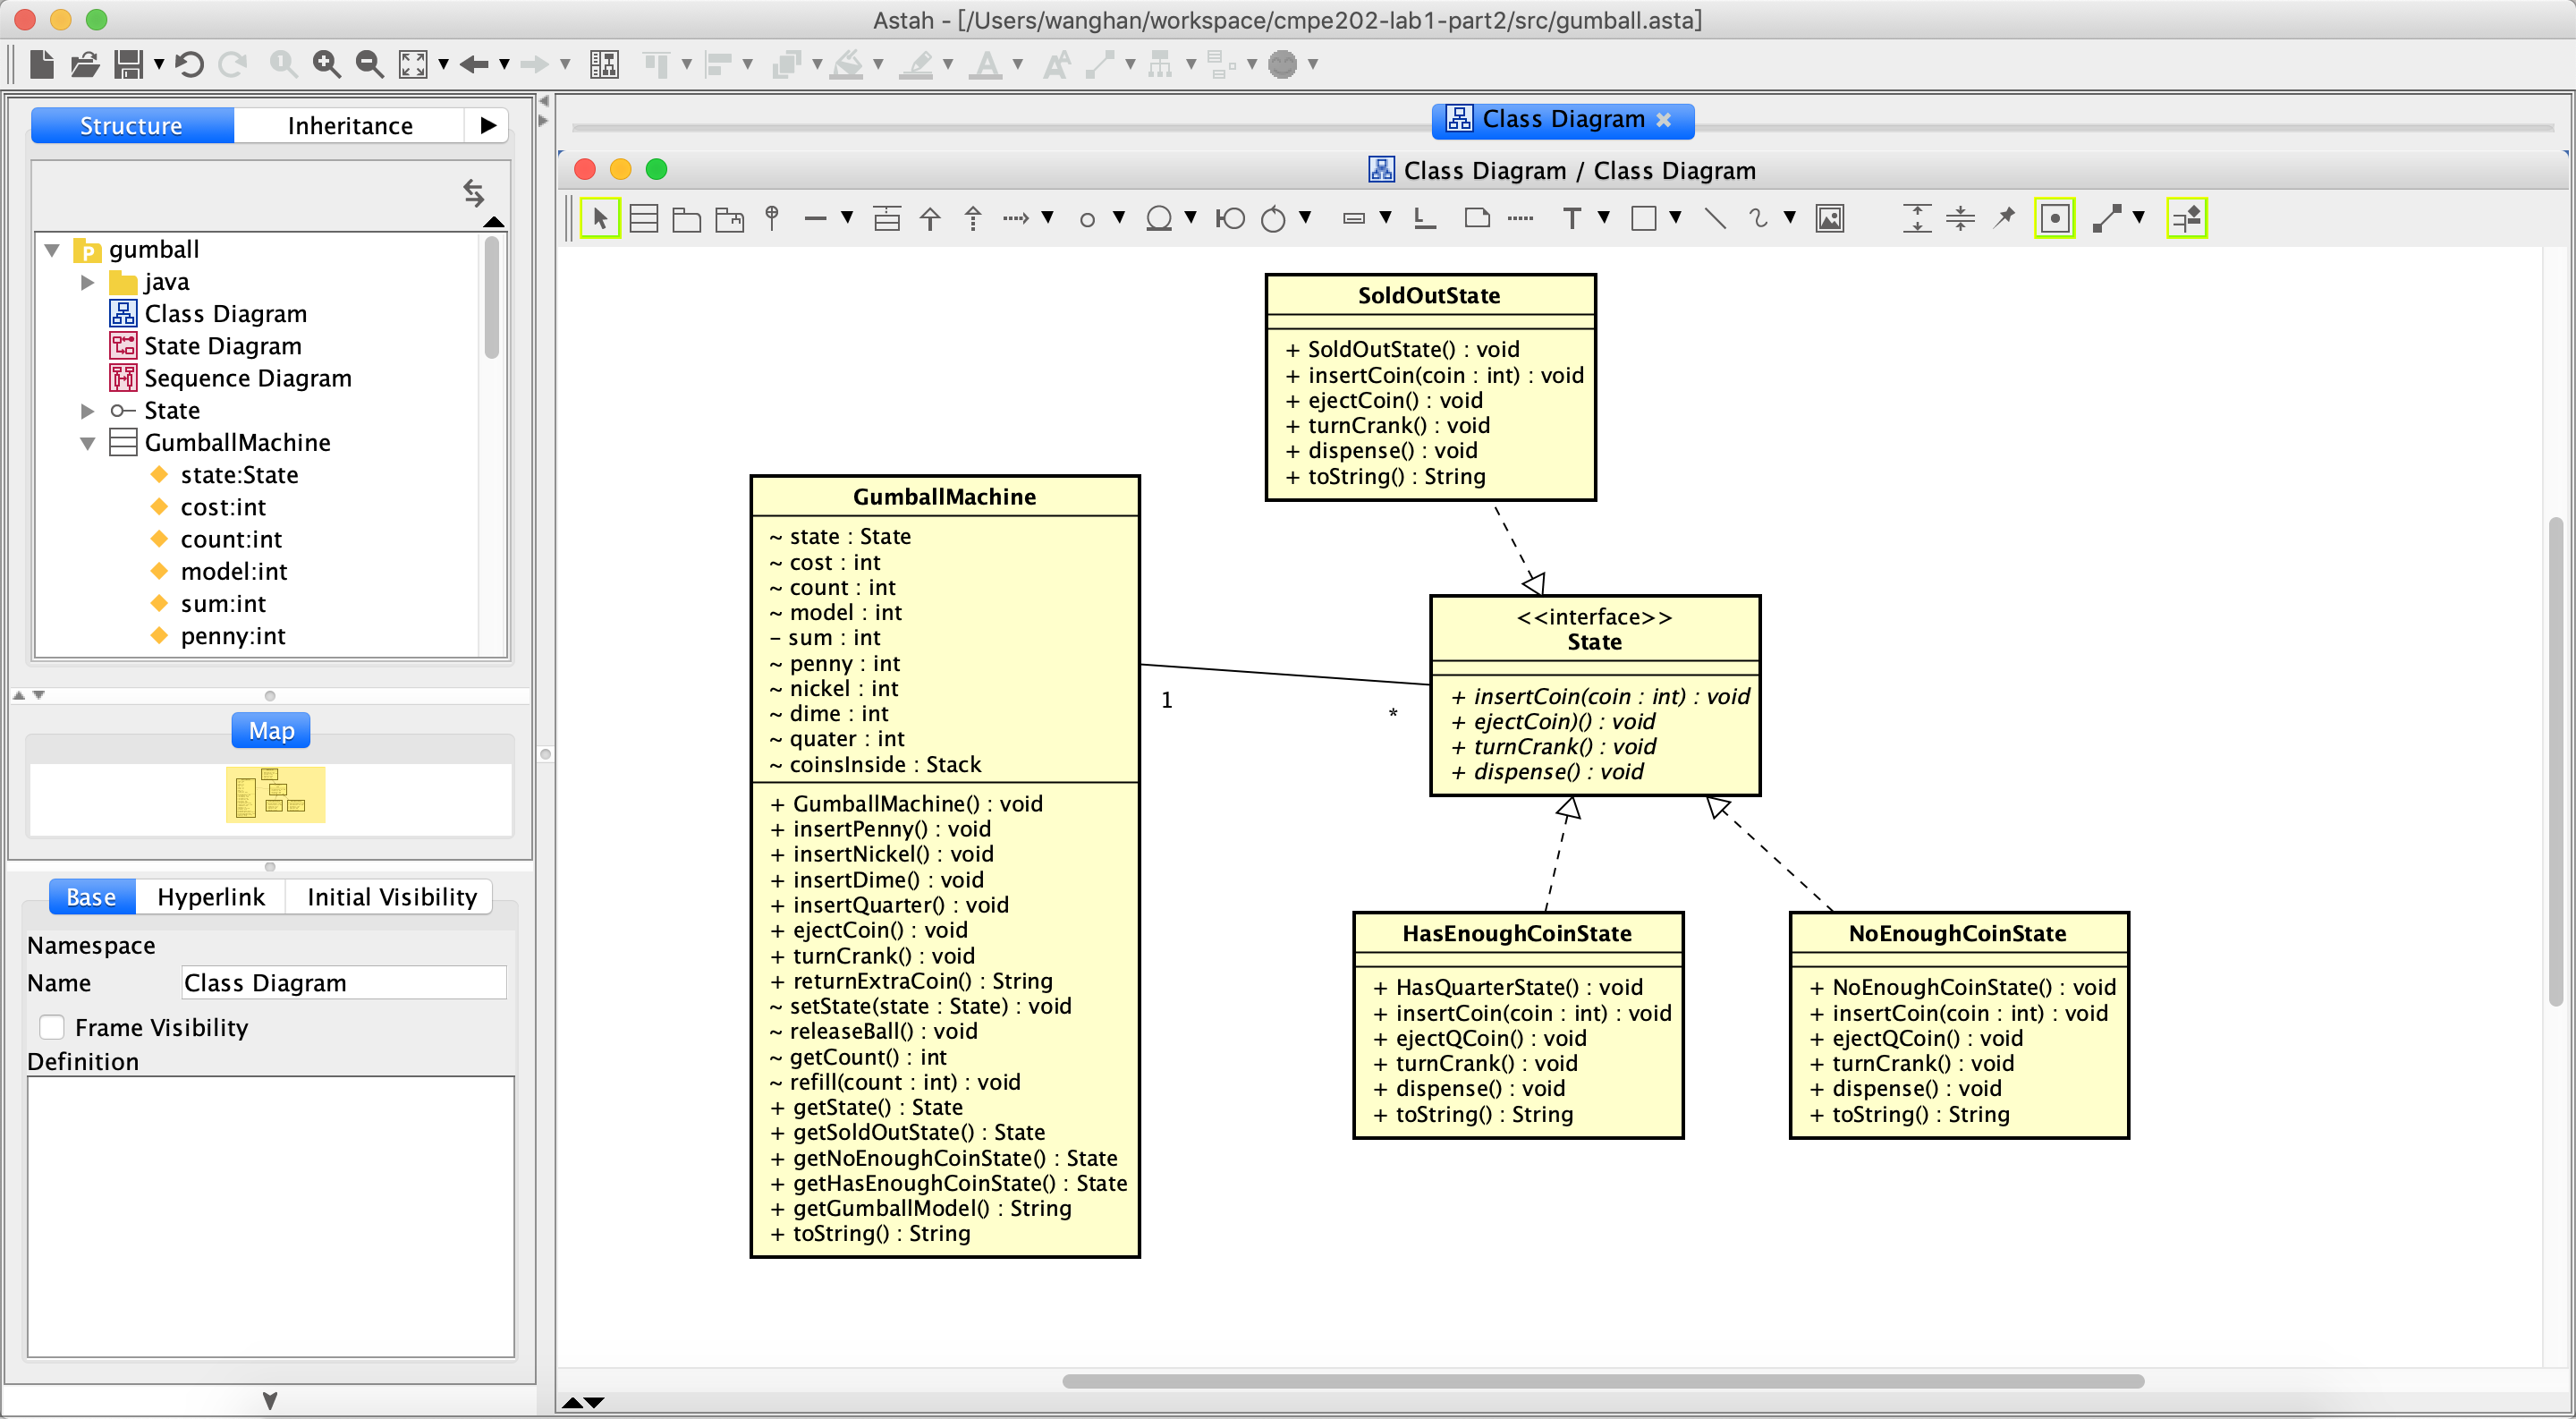 Astah - [/Users/wanghan/workspace/cmpe202-lab1-part2/src/gumball.asta]
Structure
Inheritance
gumball
java
Class Diagram
State Diagram
Sequence Diagram
State
GumballMachine
state:State
cost:int
count:int
model:int
sum:int
penny:int
Map
Base
Hyperlink
Initial Visibility
Namespace
Name
Class Diagram
Frame Visibility
Definition
Class Diagram
Class Diagram / Class Diagram
SoldOutState
+ SoldOutState() : void
+ insertCoin(coin : int) : void
+ ejectCoin() : void
+ turnCrank() : void
+ dispense() : void
+ toString() : String
GumballMachine
~ state : State
~ cost : int
~ count : int
~ model : int
- sum : int
~ penny : int
~ nickel : int
~ dime : int
~ quater : int
~ coinsInside : Stack
+ GumballMachine() : void
+ insertPenny() : void
+ insertNickel() : void
+ insertDime() : void
+ insertQuarter() : void
+ ejectCoin() : void
+ turnCrank() : void
+ returnExtraCoin() : String
~ setState(state : State) : void
~ releaseBall() : void
~ getCount() : int
~ refill(count : int) : void
+ getState() : State
+ getSoldOutState() : State
+ getNoEnoughCoinState() : State
+ getHasEnoughCoinState() : State
+ getGumballModel() : String
+ toString() : String
1
*
<<interface>>
State
+ insertCoin(coin : int) : void
+ ejectCoin)() : void
+ turnCrank() : void
+ dispense() : void
HasEnoughCoinState
+ HasQuarterState() : void
+ insertCoin(coin : int) : void
+ ejectQCoin() : void
+ turnCrank() : void
+ dispense() : void
+ toString() : String
NoEnoughCoinState
+ NoEnoughCoinState() : void
+ insertCoin(coin : int) : void
+ ejectQCoin() : void
+ turnCrank() : void
+ dispense() : void
+ toString() : String